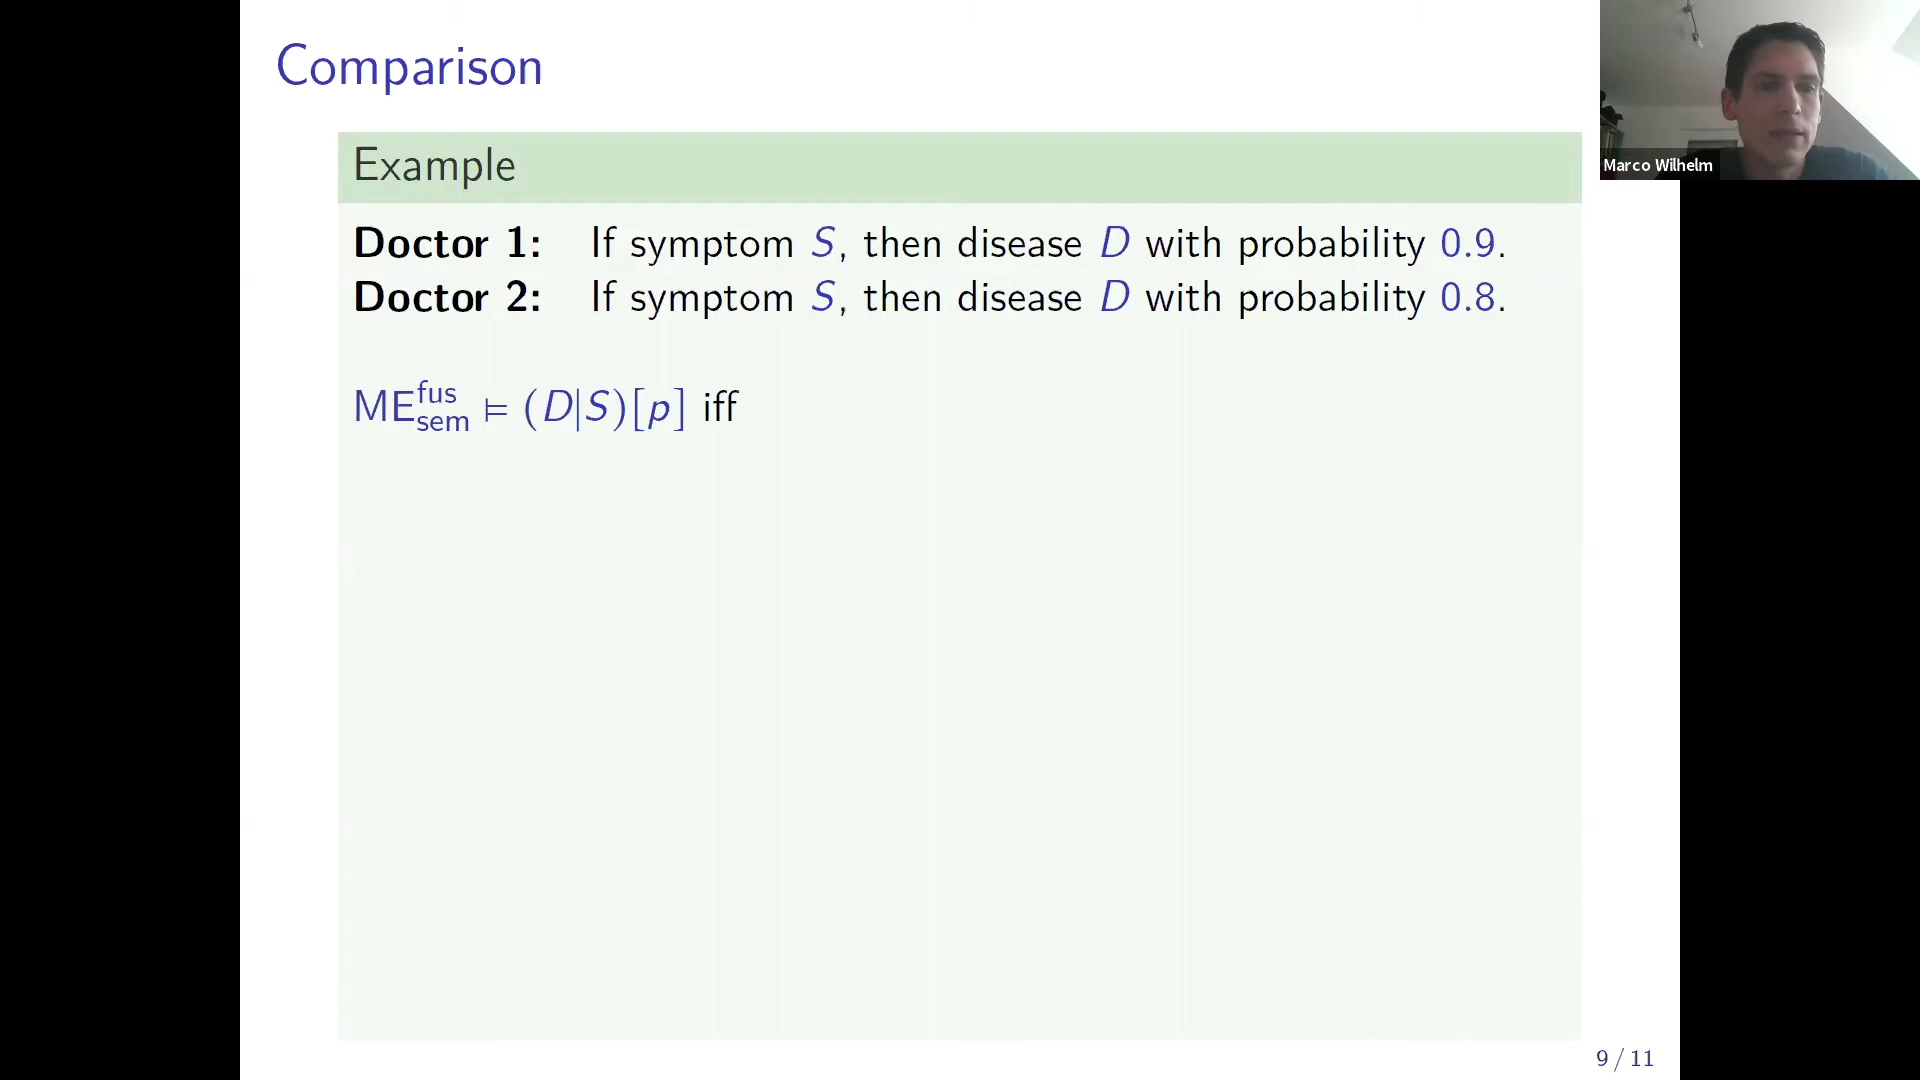 Comparison
Example
Doctor 1: If symptom S, then disease D with probability 0.9.
Doctor 2: If symptom S, then disease D with probability 0.8.
ME^fus_sem ⊨ (D|S)[p] iff
Marco Wilhelm
9 / 11